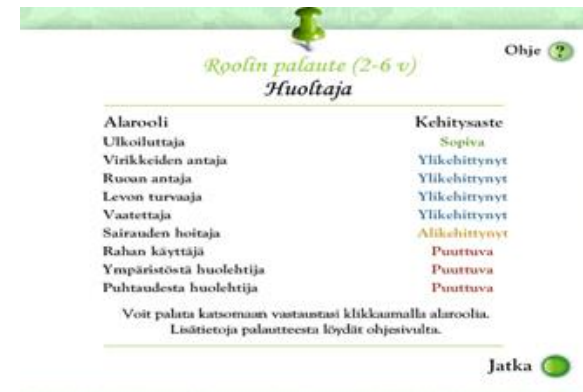 Ohje ?
Roolin palaute (2-6 v)
Huoltaja
Alarooli Kehitysaste
Ulkoiluttaja Sopiva
Virikkeiden antaja Ylikehittynyt
Ruoan antaja Ylikehittynyt
Levon turvaaja Ylikehittynyt
Vaatettaja Ylikehittynyt
Sairauden hoitaja Alikehittynyt
Rahan käyttäjä Puuttuva
Ympäristöstä huolehtija Puuttuva
Puhtaudesta huolehtija Puuttuva
Voit palata katsomaan vastaustasi klikkaamalla alaroolia.
Lisätietoja palautteesta löydät ohjesivulta.
Jatka